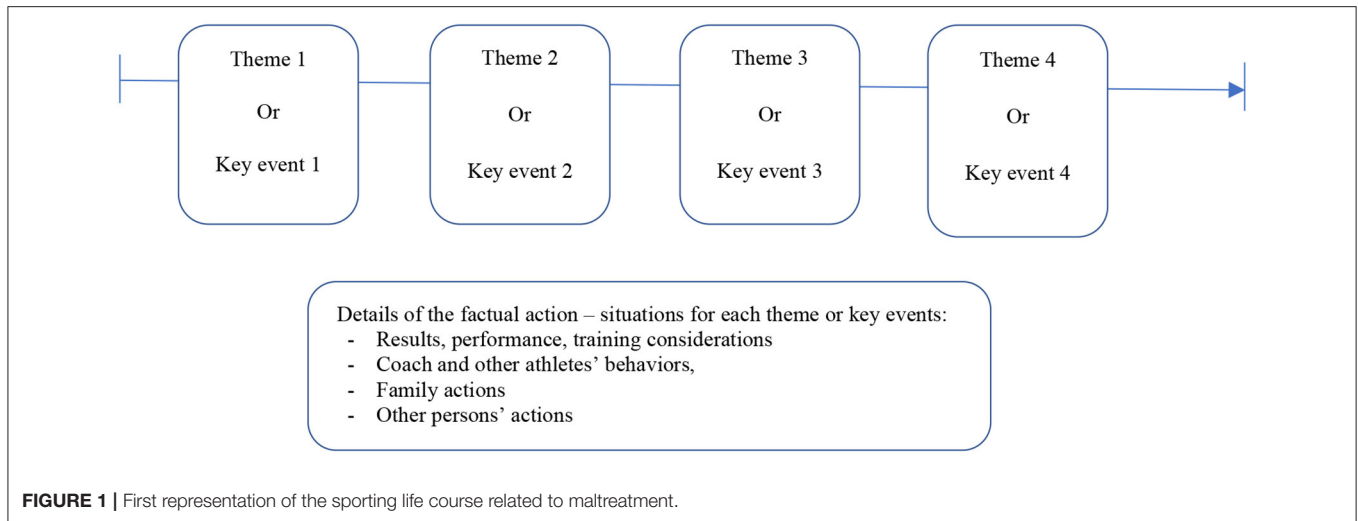 Theme 1
Or
Key event 1
Theme 2
Or
Key event 2
Theme 3
Or
Key event 3
Theme 4
Or
Key event 4
Details of the factual action – situations for each theme or key events:
- Results, performance, training considerations
- Coach and other athletes’ behaviors,
- Family actions
- Other persons’ actions
FIGURE 1 | First representation of the sporting life course related to maltreatment.